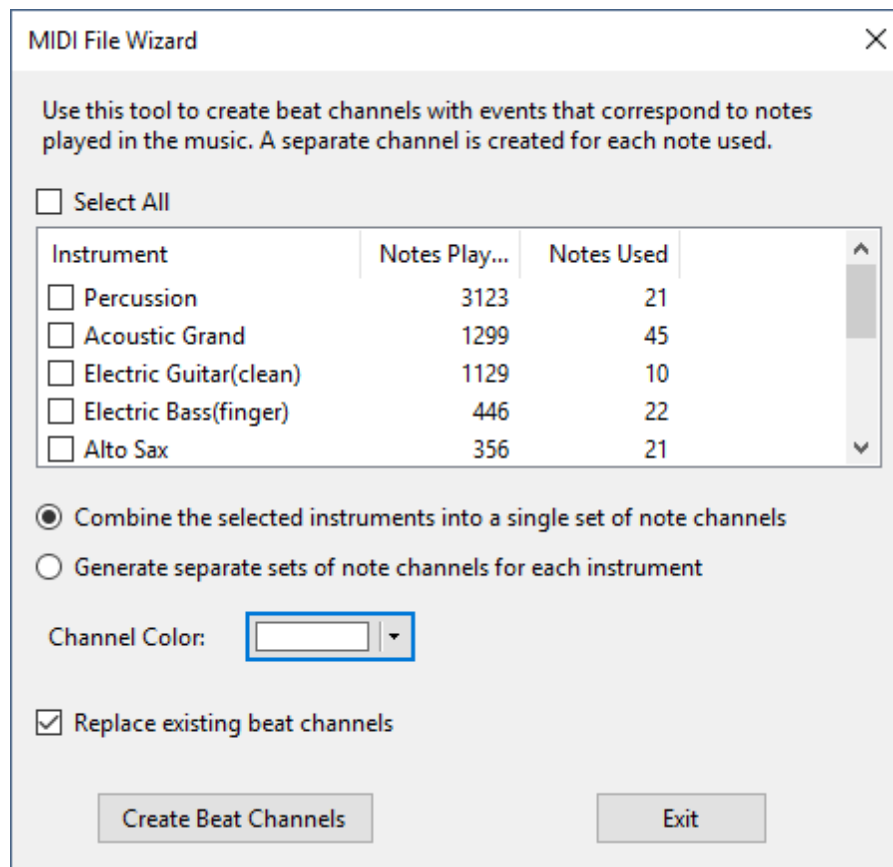 MIDI File Wizard
Use this tool to create beat channels with events that correspond to notes
played in the music. A separate channel is created for each note used.
Select All
Instrument Notes Play... Notes Used
Percussion 3123 21
Acoustic Grand 1299 45
Electric Guitar(clean) 1129 10
Electric Bass(finger) 446 22
Alto Sax 356 21
Combine the selected instruments into a single set of note channels
Generate separate sets of note channels for each instrument
Channel Color:
Replace existing beat channels
Create Beat Channels Exit